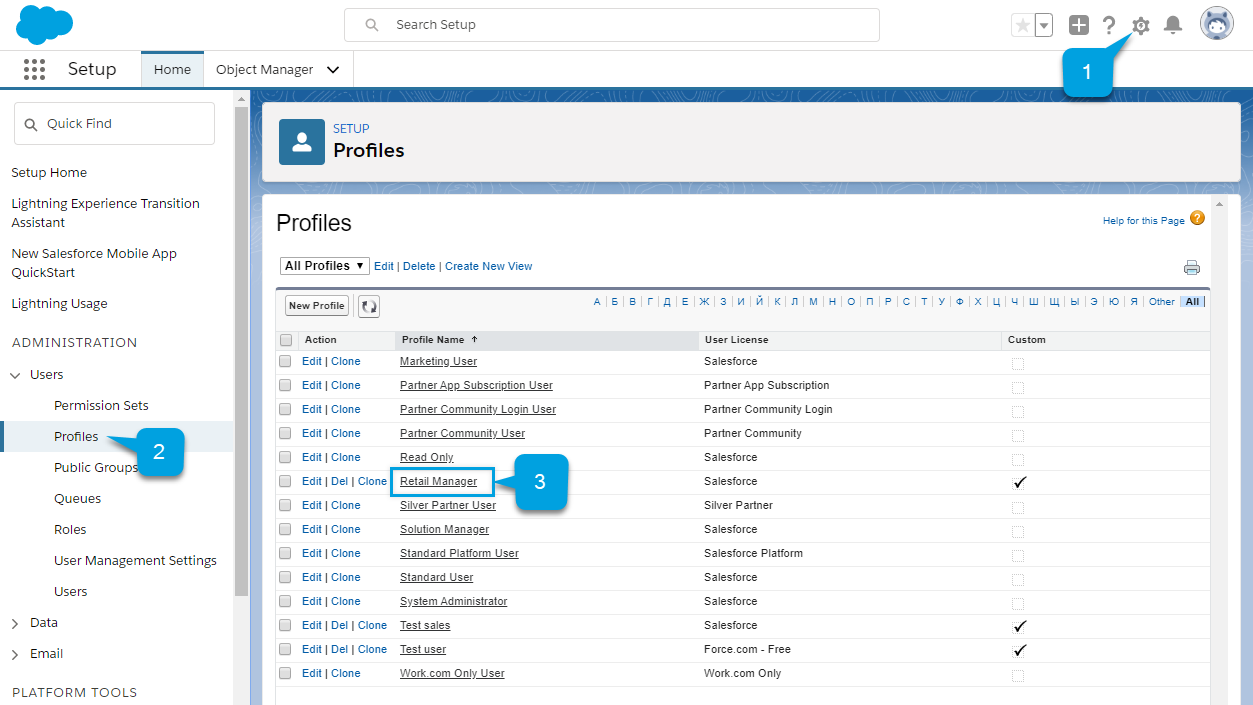 Search Setup
?
1
Setup
Home
Object Manager
Quick Find
Setup Home
Lightning Experience Transition
Assistant
New Salesforce Mobile App
QuickStart
Lightning Usage
ADMINISTRATION
Users
Permission Sets
Profiles
2
Public Groups
Queues
Roles
User Management Settings
Users
Data
Email
PLATFORM TOOLS
SETUP
Profiles
Profiles
Help for this Page ?
All Profiles ▼ Edit | Delete | Create New View
New Profile
А | Б | В | Г | Д | Е | Ж | З | И | Й | К | Л | М | Н | О | П | Р | С | Т | У | Ф | Х | Ц | Ч | Ш | Щ | Ы | Э | Ю | Я | Other | All |
Action Profile Name ↑ User License Custom
Edit | Clone Marketing User Salesforce
Edit | Clone Partner App Subscription User Partner App Subscription
Edit | Clone Partner Community Login User Partner Community Login
Edit | Clone Partner Community User Partner Community
Edit | Clone Read Only Salesforce
Edit | Del | Clone Retail Manager 3 Salesforce ✓
Edit | Clone Silver Partner User Silver Partner
Edit | Clone Solution Manager Salesforce
Edit | Clone Standard Platform User Salesforce Platform
Edit | Clone Standard User Salesforce
Edit | Clone System Administrator Salesforce
Edit | Del | Clone Test sales Salesforce ✓
Edit | Del | Clone Test user Force.com - Free ✓
Edit | Clone Work.com Only User Work.com Only